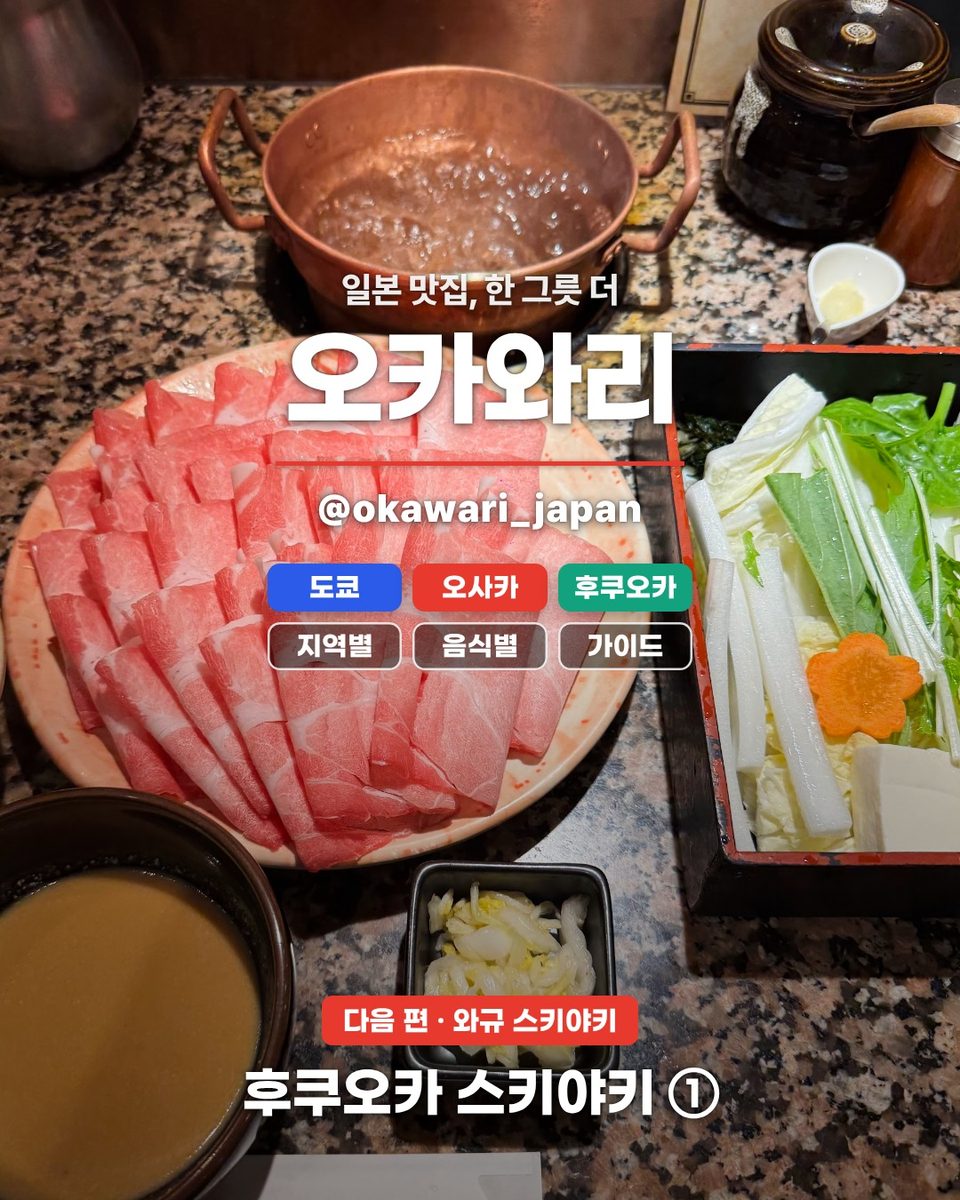 일본 맛집, 한 그릇 더
오카와리
@okawari_japan
도쿄 오사카 후쿠오카
지역별 음식별 가이드
다음 편 · 와규 스키야키
후쿠오카 스키야키 ①